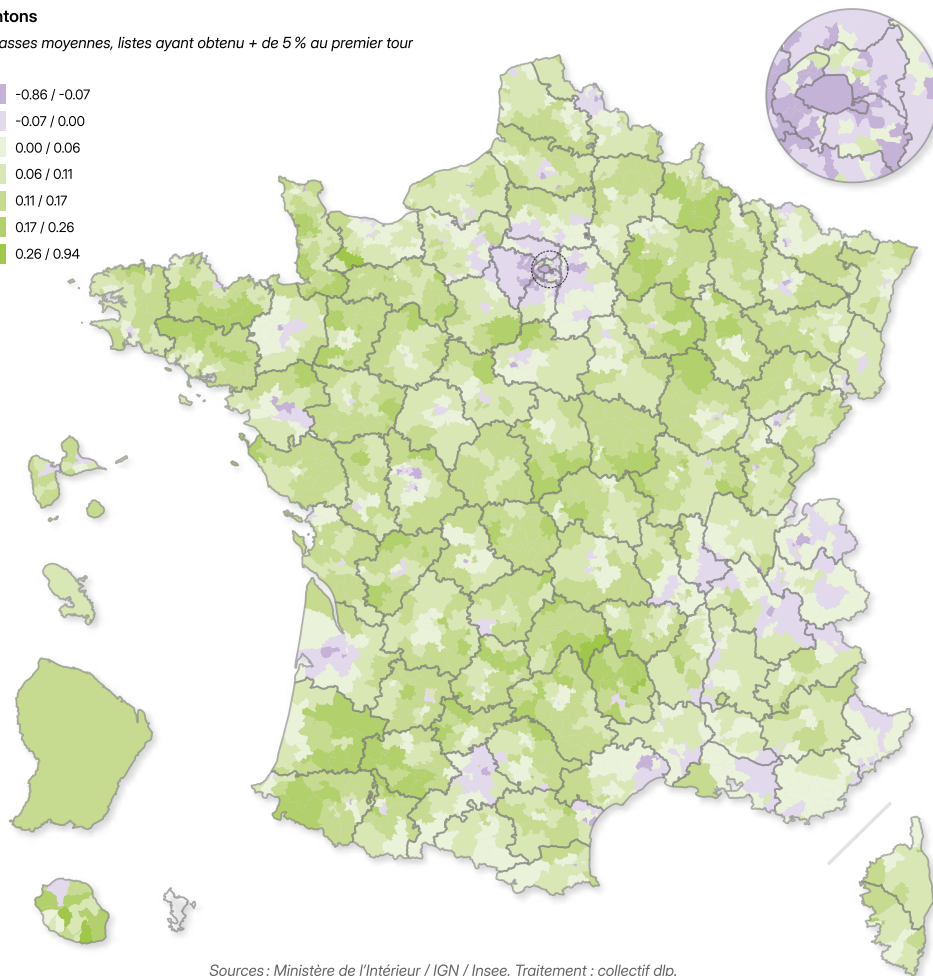 ntons
asses moyennes, listes ayant obtenu + de 5 % au premier tour
-0.86 / -0.07
-0.07 / 0.00
0.00 / 0.06
0.06 / 0.11
0.11 / 0.17
0.17 / 0.26
0.26 / 0.94
Sources : Ministère de l'Intérieur / IGN / Insee. Traitement : collectif dlp.